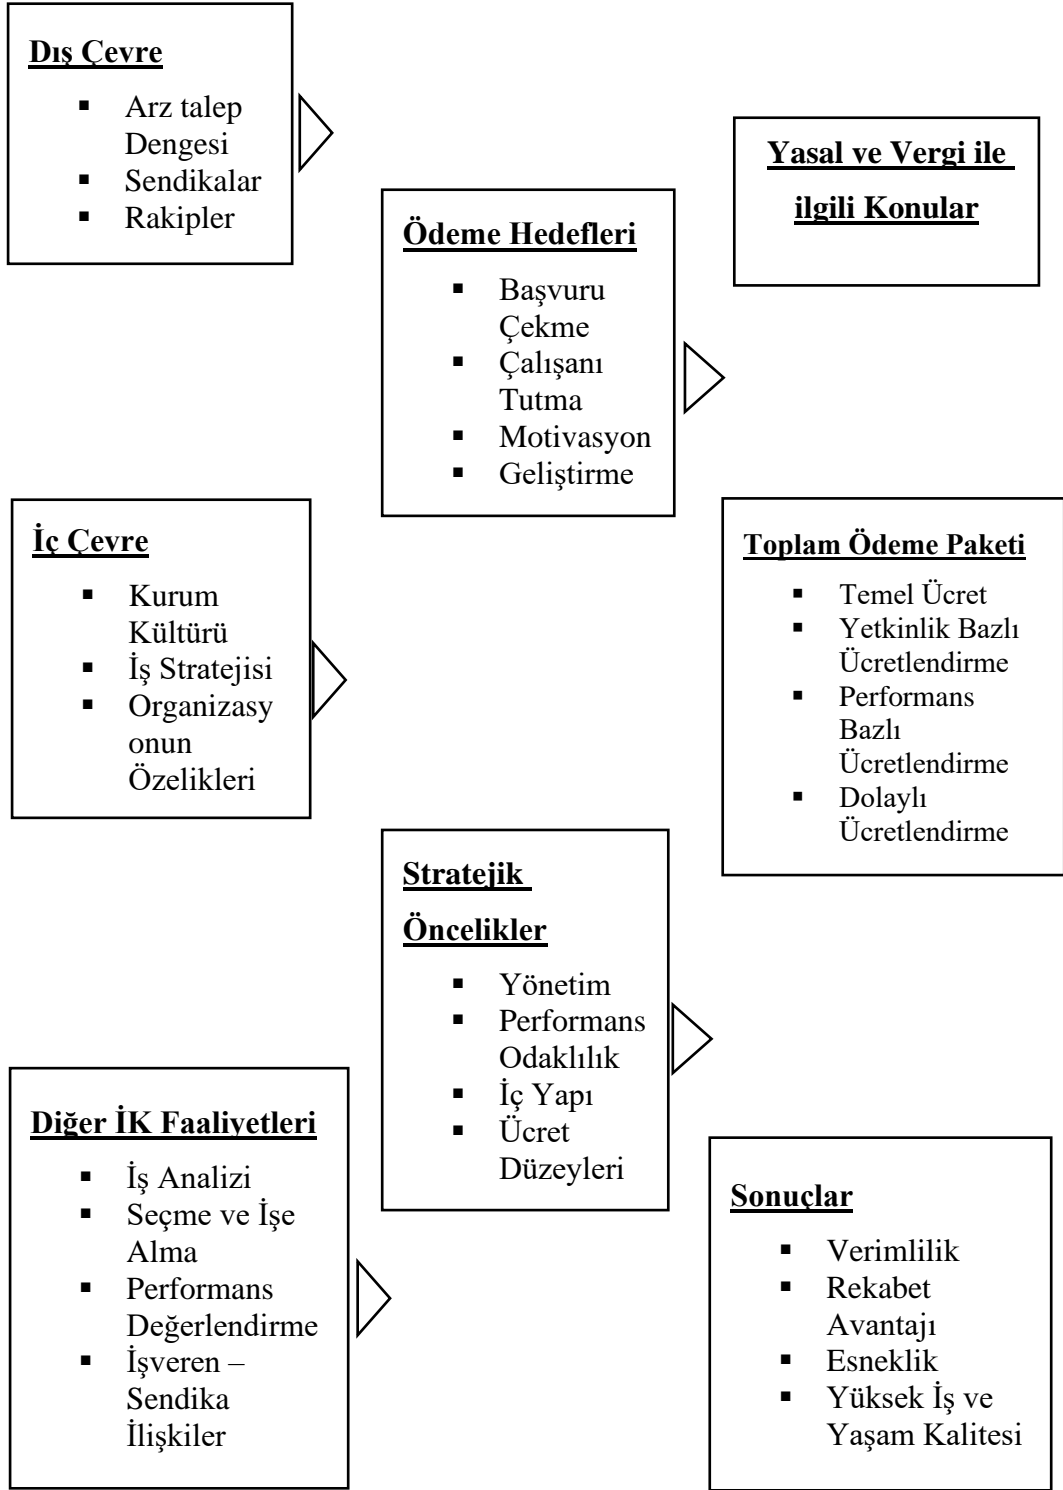 Dış Çevre
▪ Arz talep
Dengesi
▪ Sendikalar
▪ Rakipler
İç Çevre
▪ Kurum
Kültürü
▪ İş Stratejisi
▪ Organizasy
onun
Özelikleri
Diğer İK Faaliyetleri
▪ İş Analizi
▪ Seçme ve İşe
Alma
▪ Performans
Değerlendirme
▪ İşveren –
Sendika
İlişkiler
Ödeme Hedefleri
▪ Başvuru
Çekme
▪ Çalışanı
Tutma
▪ Motivasyon
▪ Geliştirme
Stratejik
Öncelikler
▪ Yönetim
▪ Performans
Odaklılık
▪ İç Yapı
▪ Ücret
Düzeyleri
Yasal ve Vergi ile
ilgili Konular
Toplam Ödeme Paketi
▪ Temel Ücret
▪ Yetkinlik Bazlı
Ücretlendirme
▪ Performans
Bazlı
Ücretlendirme
▪ Dolaylı
Ücretlendirme
Sonuçlar
▪ Verimlilik
▪ Rekabet
Avantajı
▪ Esneklik
▪ Yüksek İş ve
Yaşam Kalitesi